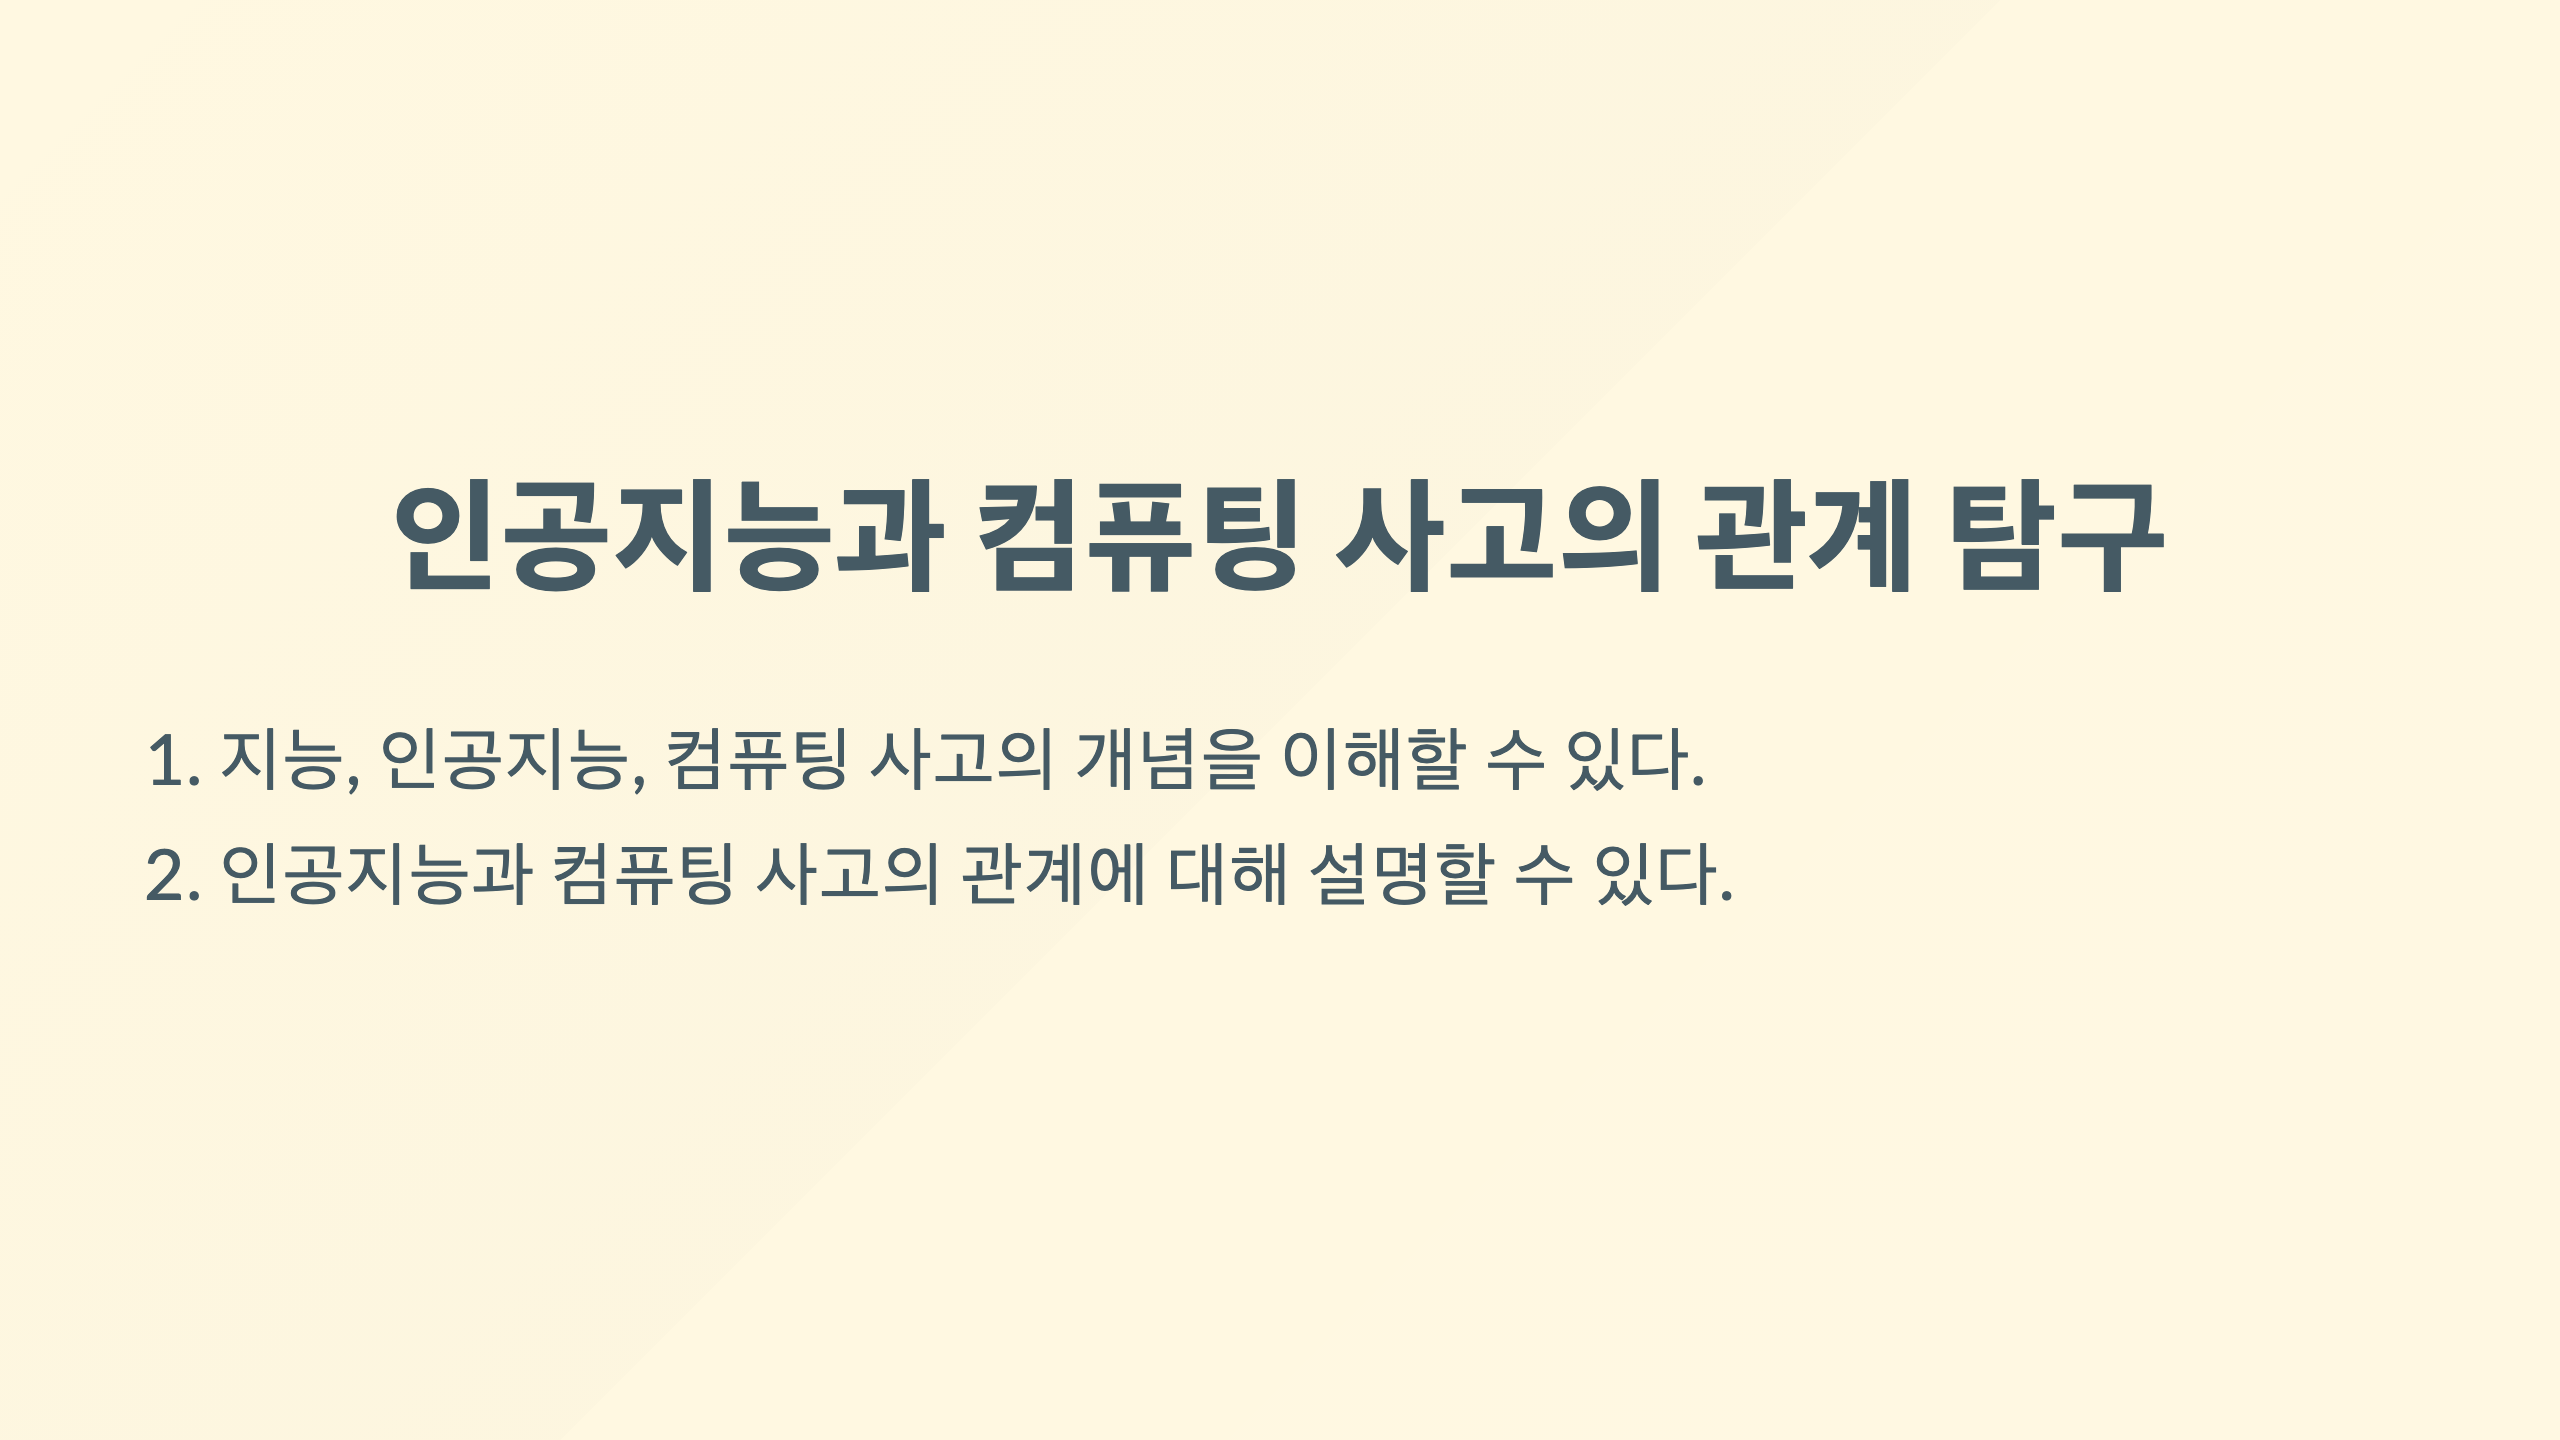 인공지능과 컴퓨팅 사고의 관계 탐구
1. 지능, 인공지능, 컴퓨팅 사고의 개념을 이해할 수 있다.
2. 인공지능과 컴퓨팅 사고의 관계에 대해 설명할 수 있다.